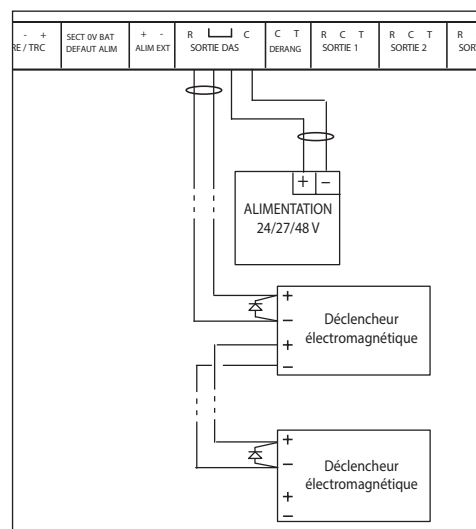 - +
RE / TRC
SECT 0V BAT
DEFAUT ALIM
+ -
ALIM EXT
R C
SORTIE DAS
C T
DERANG
R C T
SORTIE 1
R C T
SORTIE 2
R
SOR
+ -
ALIMENTATION
24/27/48 V
+
-
+
-
Déclencheur
électromagnétique
+
-
+
-
Déclencheur
électromagnétique